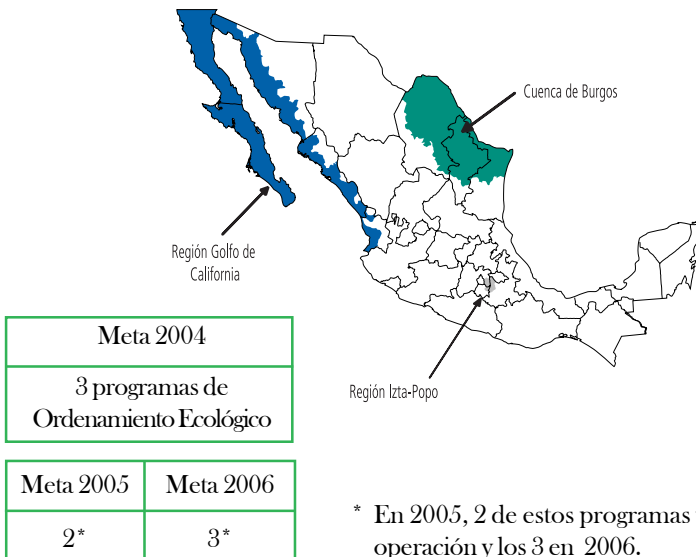 Cuenca de Burgos
Región Golfo de
California
Región Izta-Popo
Meta 2004
3 programas de
Ordenamiento Ecológico
Meta 2005 Meta 2006
2* 3*
* En 2005, 2 de estos programas
operación y los 3 en 2006.